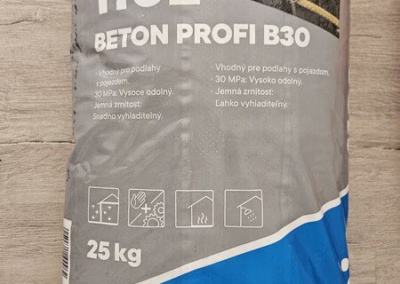 BETON PROFI B30
· Vhodný pro podlahy
s pojezdom.
30 MPa: Vysoce odolný.
· Jemná zrnitost:
Snadno vyhladitelný.
· Vhodný pre podlahy s pojazdom.
30 MPa: Vysoko odolný.
· Jemná zrnitosť:
Ľahko vyhladiteľný.
25 kg